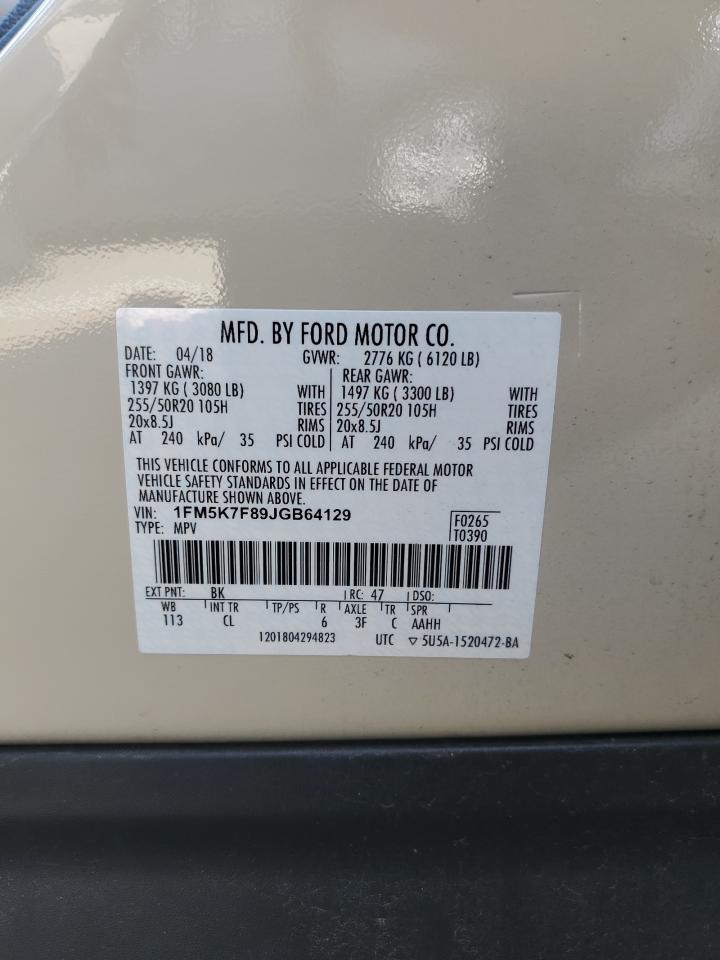 MFD. BY FORD MOTOR CO.
DATE: 04/18 GVWR: 2776 KG ( 6120 LB)
FRONT GAWR: REAR GAWR:
1397 KG ( 3080 LB) WITH 1497 KG ( 3300 LB) WITH
255/50R20 105H TIRES 255/50R20 105H TIRES
20x8.5J RIMS 20x8.5J RIMS
AT 240 kPa/ 35 PSI COLD AT 240 kPa/ 35 PSI COLD
THIS VEHICLE CONFORMS TO ALL APPLICABLE FEDERAL MOTOR
VEHICLE SAFETY STANDARDS IN EFFECT ON THE DATE OF
MANUFACTURE SHOWN ABOVE.
VIN: 1FM5K7F89JGB64129 F0265
TYPE: MPV T0390
EXT PNT: BK RC: 47 DSO:
WB INT TR TP/PS R AXLE TR SPR
113 CL 6 3F C AAHH
1201804294823 UTC ▽ 5U5A-1520472-BA